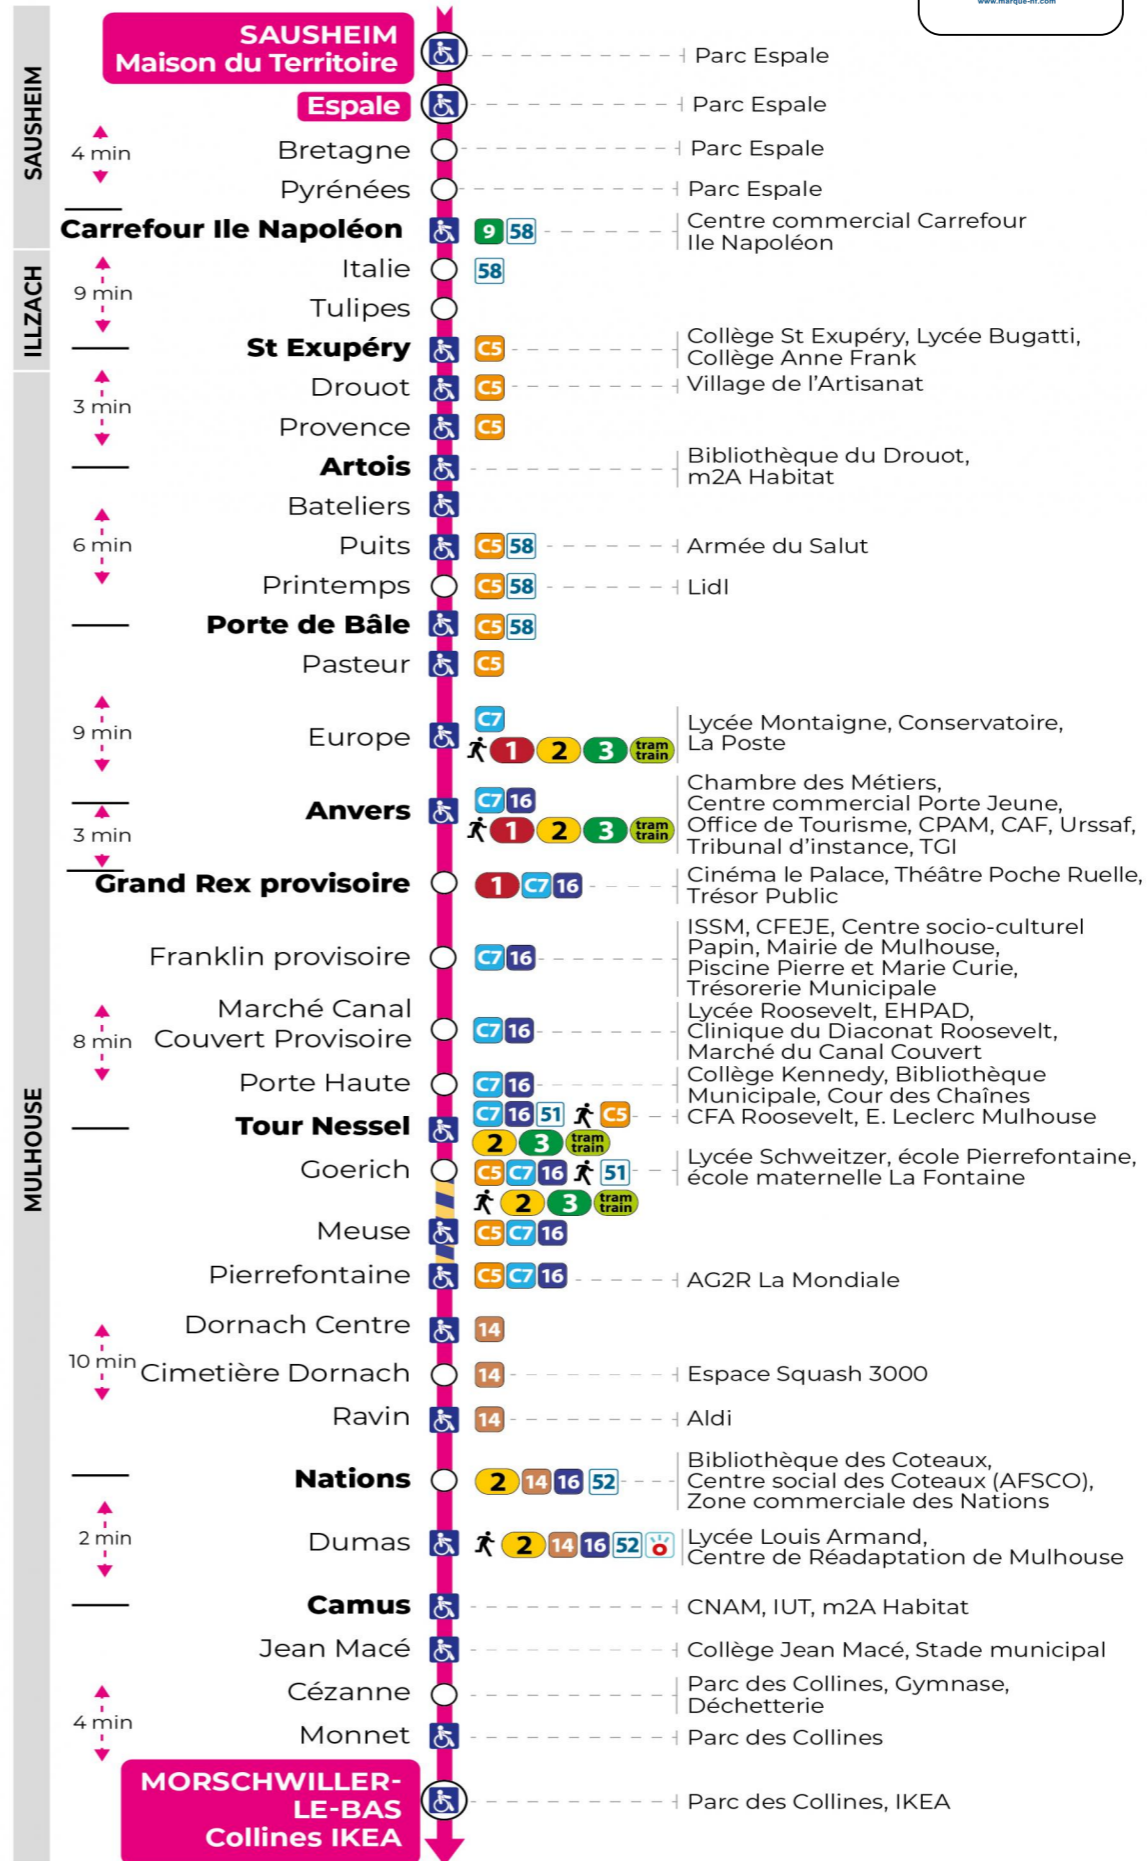 www.marque-nf.com
SAUSHEIM
SAUSHEIM
Maison du Territoire
Parc Espale
Espale
Parc Espale
4 min
Bretagne
Parc Espale
Pyrénées
Parc Espale
Carrefour Ile Napoléon
9 58
Centre commercial Carrefour
Ile Napoléon
ILLZACH
9 min
Italie
58
Tulipes
St Exupéry
C5
Collège St Exupéry, Lycée Bugatti,
Collège Anne Frank
MULHOUSE
3 min
Drouot
C5
Village de l'Artisanat
Provence
C5
Artois
Bibliothèque du Drouot,
m2A Habitat
6 min
Bateliers
Puits
C5 58
Armée du Salut
Printemps
C5 58
Lidl
Porte de Bâle
C5 58
Pasteur
C5
9 min
Europe
C7
1 2 3 tram
train
Lycée Montaigne, Conservatoire,
La Poste
Anvers
C7 16
1 2 3 tram
train
Chambre des Métiers,
Centre commercial Porte Jeune,
Office de Tourisme, CPAM, CAF, Urssaf,
Tribunal d'instance, TGI
3 min
Grand Rex provisoire
1 C7 16
Cinéma le Palace, Théâtre Poche Ruelle,
Trésor Public
Franklin provisoire
C7 16
ISSM, CFEJE, Centre socio-culturel
Papin, Mairie de Mulhouse,
Piscine Pierre et Marie Curie,
Trésorerie Municipale
8 min
Marché Canal
Couvert Provisoire
C7 16
Lycée Roosevelt, EHPAD,
Clinique du Diaconat Roosevelt,
Marché du Canal Couvert
Porte Haute
C7 16
Collège Kennedy, Bibliothèque
Municipale, Cour des Chaînes
Tour Nessel
C7 16 51 C5
2 3 tram
train
CFA Roosevelt, E. Leclerc Mulhouse
Goerich
C5 C7 16 51
2 3 tram
train
Lycée Schweitzer, école Pierrefontaine,
école maternelle La Fontaine
Meuse
C5 C7 16
Pierrefontaine
C5 C7 16
AG2R La Mondiale
10 min
Dornach Centre
14
Cimetière Dornach
14
Espace Squash 3000
Ravin
14
Aldi
Nations
2 14 16 52
Bibliothèque des Coteaux,
Centre social des Coteaux (AFSCO),
Zone commerciale des Nations
2 min
Dumas
2 14 16 52
Lycée Louis Armand,
Centre de Réadaptation de Mulhouse
Camus
CNAM, IUT, m2A Habitat
Jean Macé
Collège Jean Macé, Stade municipal
4 min
Cézanne
Parc des Collines, Gymnase,
Déchetterie
Monnet
Parc des Collines
MORSCHWILLER-
LE-BAS
Collines IKEA
Parc des Collines, IKEA